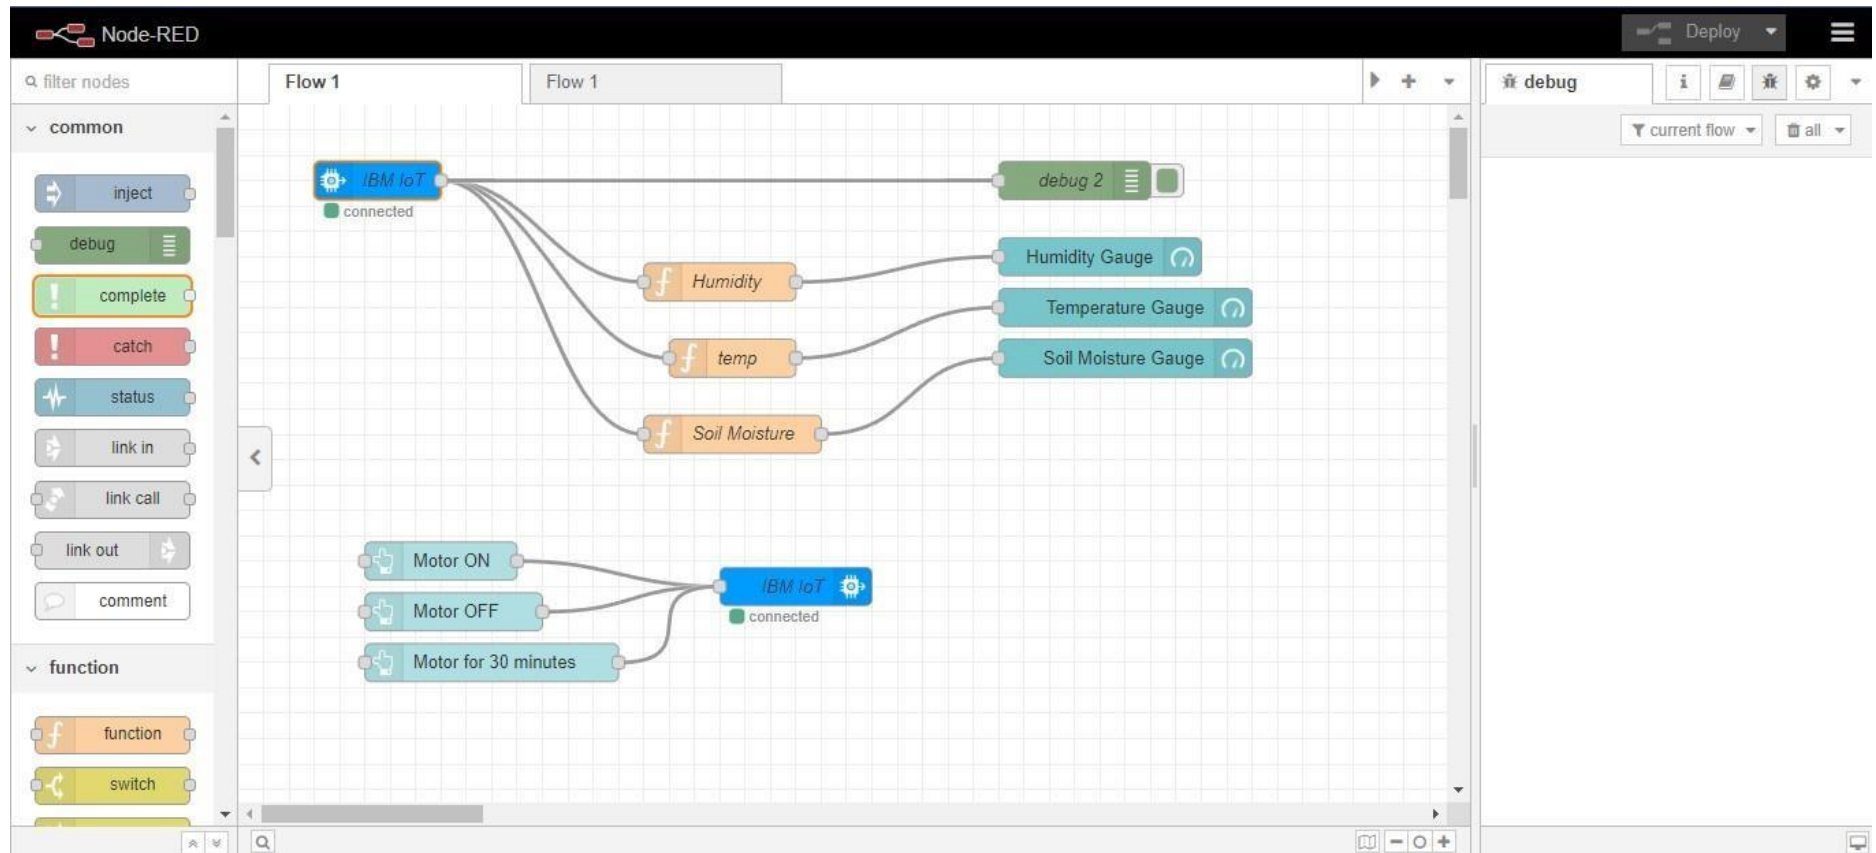 Node-RED
Deploy
filter nodes
Flow 1
Flow 1
debug
i
common
current flow
all
inject
IBM IoT
debug 2
connected
debug
Humidity Gauge
Humidity
complete
Temperature Gauge
catch
temp
Soil Moisture Gauge
status
Soil Moisture
link in
link call
link out
Motor ON
IBM IoT
comment
Motor OFF
connected
Motor for 30 minutes
function
function
switch